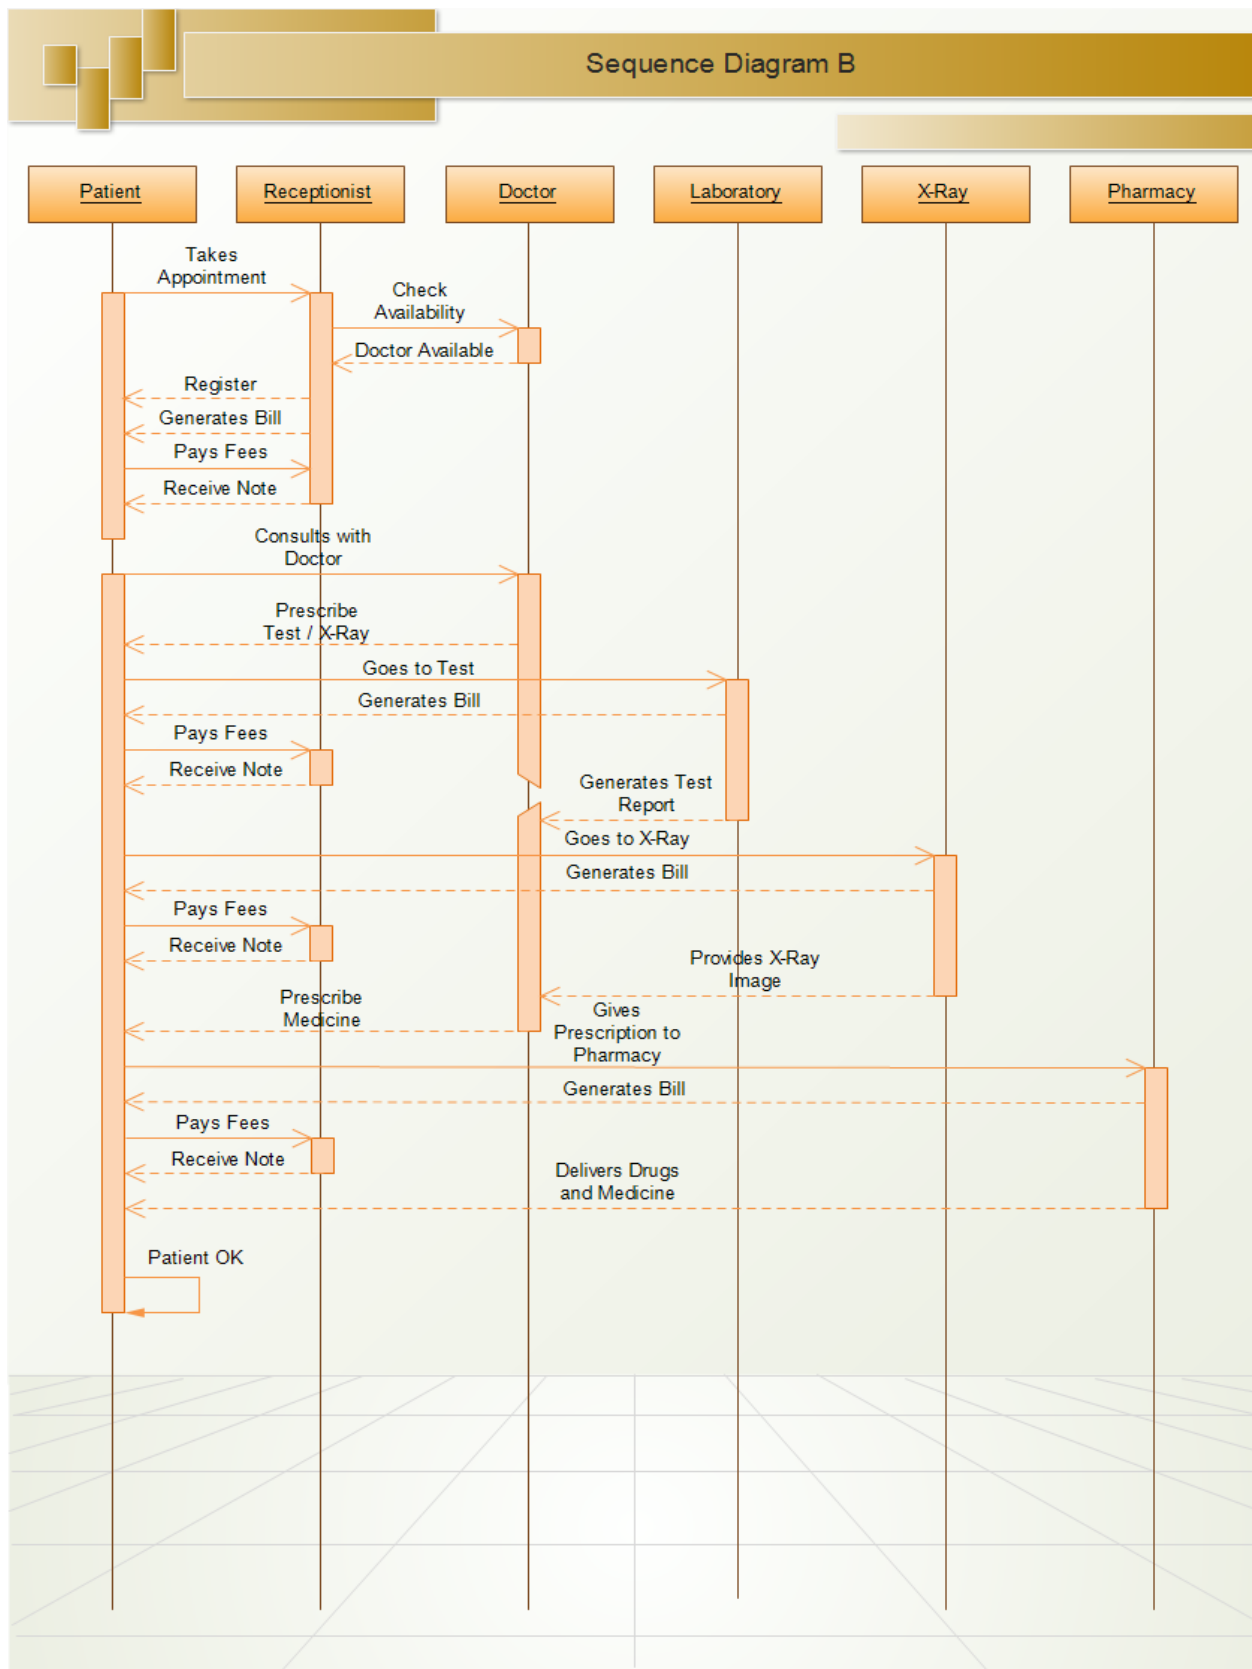 Sequence Diagram B
Patient
Receptionist
Doctor
Laboratory
X-Ray
Pharmacy
Takes
Appointment
Check
Availability
Doctor Available
Register
Generates Bill
Pays Fees
Receive Note
Consults with
Doctor
Prescribe
Test / X-Ray
Goes to Test
Generates Bill
Pays Fees
Receive Note
Generates Test
Report
Goes to X-Ray
Generates Bill
Pays Fees
Receive Note
Provides X-Ray
Image
Prescribe
Medicine
Gives
Prescription to
Pharmacy
Generates Bill
Pays Fees
Receive Note
Delivers Drugs
and Medicine
Patient OK